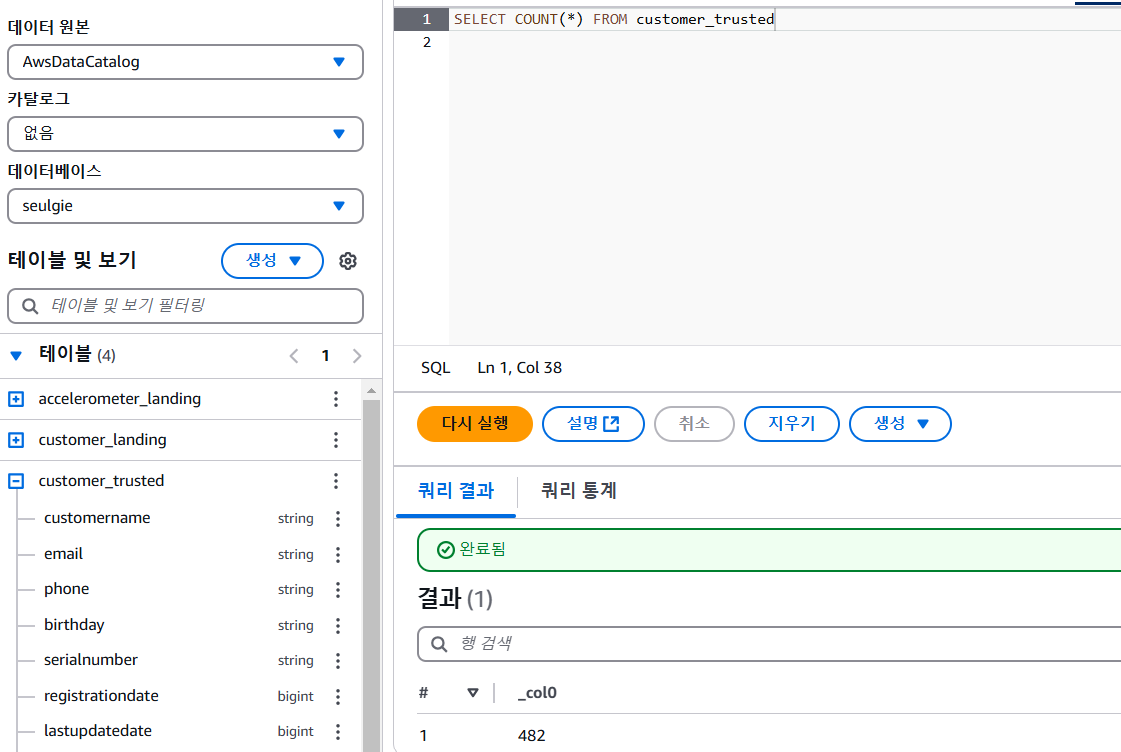 데이터 원본
AwsDataCatalog
카탈로그
없음
데이터베이스
seulgie
테이블 및 보기
생성
테이블 및 보기 필터링
테이블 (4)
1
accelerometer_landing
customer_landing
customer_trusted
customername string
email string
phone string
birthday string
serialnumber string
registrationdate bigint
lastupdatedate bigint
1 SELECT COUNT(*) FROM customer_trusted
2
SQL Ln 1, Col 38
다시 실행 설명 취소 지우기 생성
쿼리 결과 쿼리 통계
완료됨
결과 (1)
행 검색
# _col0
1 482